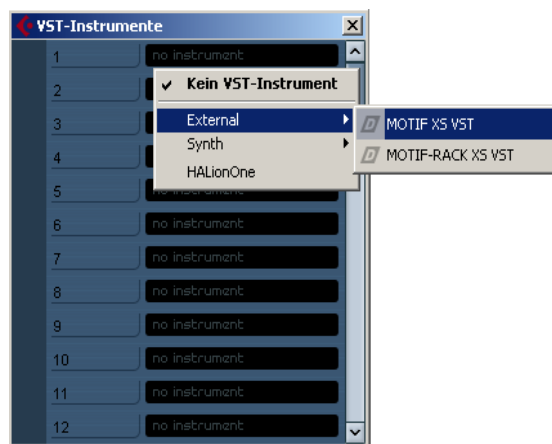 VST-Instrumente
1 no instrument
Kein VST-Instrument
2
External
MOTIF XS VST
3
Synth
4
MOTIF-RACK XS VST
HALionOne
5 no instrument
6 no instrument
7 no instrument
8 no instrument
9 no instrument
10 no instrument
11 no instrument
12 no instrument